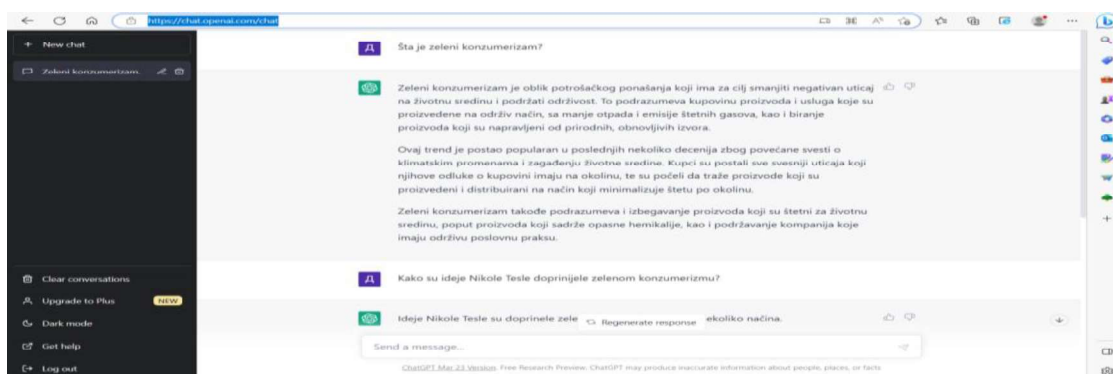 https://chat.openai.com/chat
+ New chat
Zeleni konzumerizam.
Д Šta je zeleni konzumerizam?
Zeleni konzumerizam je oblik potrošačkog ponašanja koji ima za cilj smanjiti negativan uticaj
na životnu sredinu i podržati održivost. To podrazumeva kupovinu proizvoda i usluga koje su
proizvedene na održiv način, sa manje otpada i emisije štetnih gasova, kao i biranje
proizvoda koji su napravljeni od prirodnih, obnovljivih izvora.
Ovaj trend je postao popularan u poslednjih nekoliko decenija zbog povećane svesti o
klimatskim promenama i zagađenju životne sredine. Kupci su postali sve svesniji uticaja koji
njihove odluke o kupovini imaju na okolinu, te su počeli da traže proizvode koji su
proizvedeni i distribuirani na način koji minimalizuje štetu po okolinu.
Zeleni konzumerizam takođe podrazumeva i izbegavanje proizvoda koji su štetni za životnu
sredinu, poput proizvoda koji sadrže opasne hemikalije, kao i podržavanje kompanija koje
imaju održivu poslovnu praksu.
Д Kako su ideje Nikole Tesle doprinijele zelenom konzumerizmu?
Ideje Nikole Tesle su doprinele zele
Regenerate response
ekoliko načina.
Send a message...
ChatGPT Mar 23 Version. Free Research Preview. ChatGPT may produce inaccurate information about people, places, or facts
Clear conversations
Upgrade to Plus NEW
Dark mode
Get help
Log out